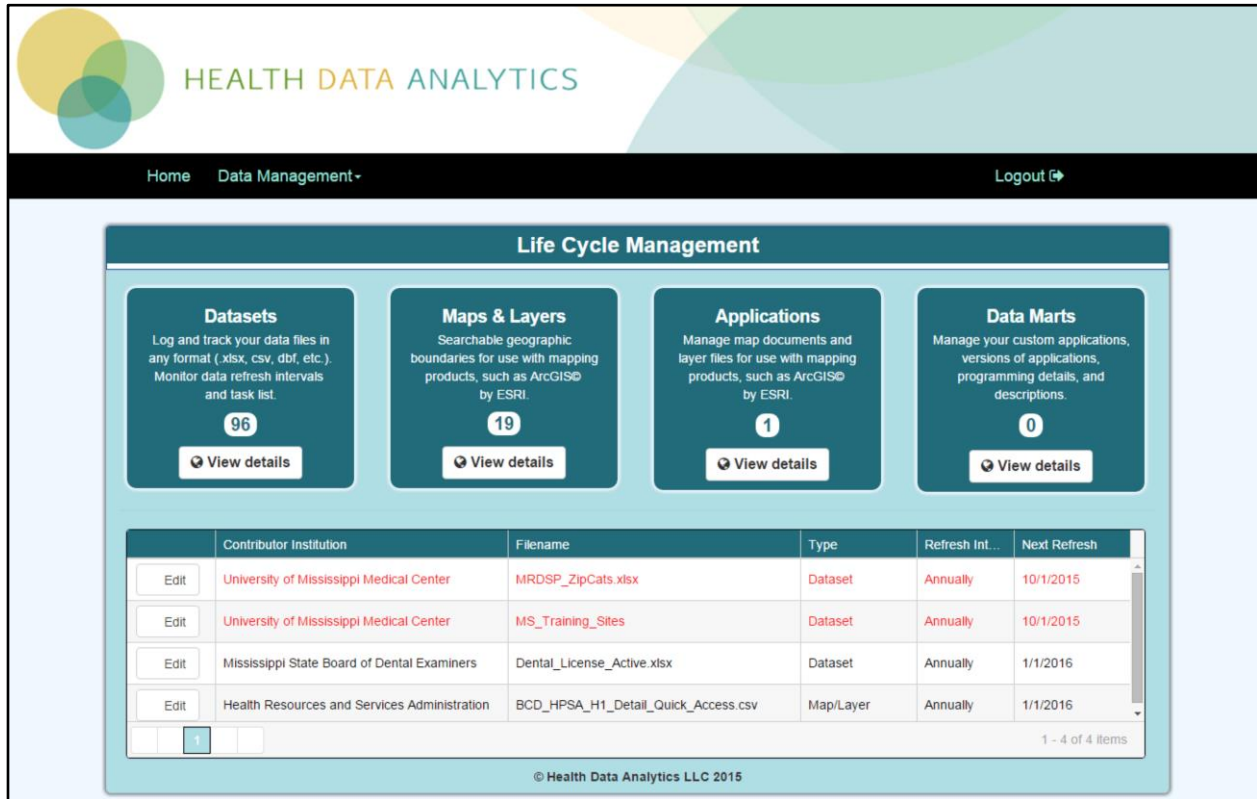 HEALTH DATA ANALYTICS
Home Data Management Logout
Life Cycle Management
Datasets
Log and track your data files in
any format (.xlsx, csv, dbf, etc.).
Monitor data refresh intervals
and task list.
96
View details
Maps & Layers
Searchable geographic
boundaries for use with mapping
products, such as ArcGIS©
by ESRI.
19
View details
Applications
Manage map documents and
layer files for use with mapping
products, such as ArcGIS©
by ESRI.
1
View details
Data Marts
Manage your custom applications,
versions of applications,
programming details, and
descriptions.
0
View details
Contributor Institution Filename Type Refresh Int... Next Refresh
Edit University of Mississippi Medical Center MRDSP_ZipCats.xlsx Dataset Annually 10/1/2015
Edit University of Mississippi Medical Center MS_Training_Sites Dataset Annually 10/1/2015
Edit Mississippi State Board of Dental Examiners Dental_License_Active.xlsx Dataset Annually 1/1/2016
Edit Health Resources and Services Administration BCD_HPSA_H1_Detail_Quick_Access.csv Map/Layer Annually 1/1/2016
1 1 - 4 of 4 items
© Health Data Analytics LLC 2015